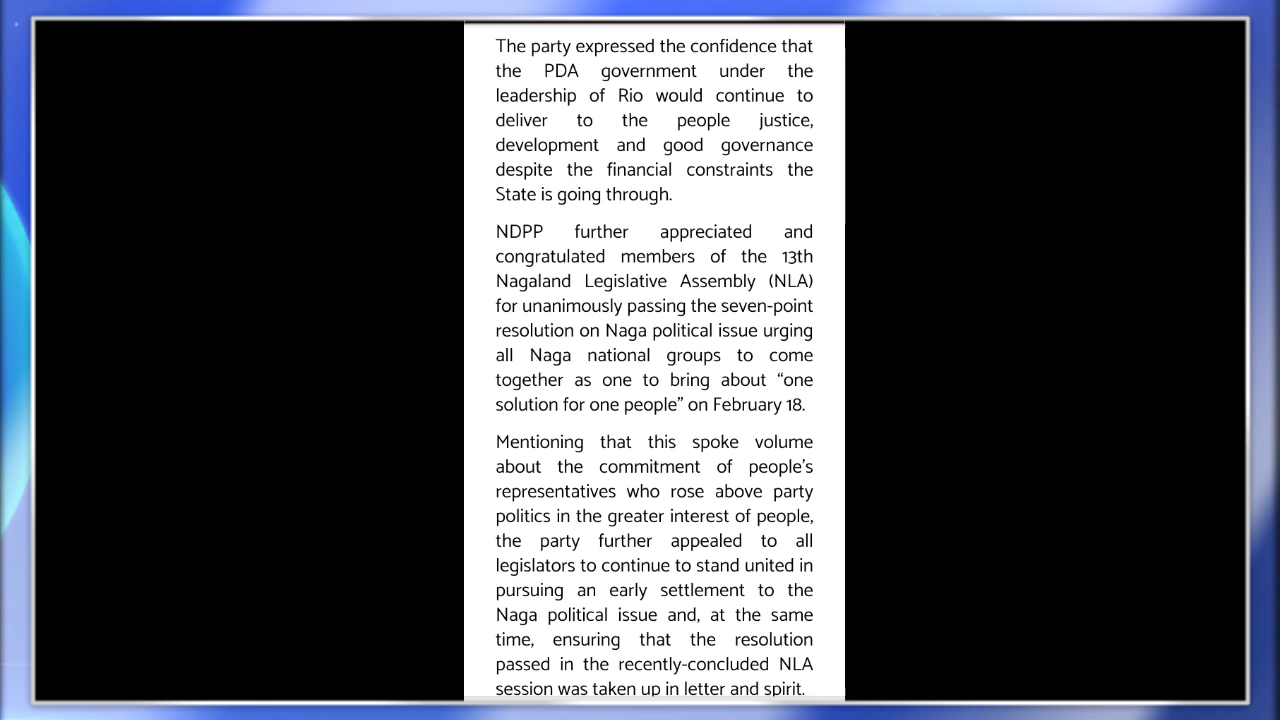 The party expressed the confidence that
the PDA government under the
leadership of Rio would continue to
deliver to the people justice,
development and good governance
despite the financial constraints the
State is going through.
NDPP further appreciated and
congratulated members of the 13th
Nagaland Legislative Assembly (NLA)
for unanimously passing the seven-point
resolution on Naga political issue urging
all Naga national groups to come
together as one to bring about “one
solution for one people” on February 18.
Mentioning that this spoke volume
about the commitment of people’s
representatives who rose above party
politics in the greater interest of people,
the party further appealed to all
legislators to continue to stand united in
pursuing an early settlement to the
Naga political issue and, at the same
time, ensuring that the resolution
passed in the recently-concluded NLA
session was taken up in letter and spirit.